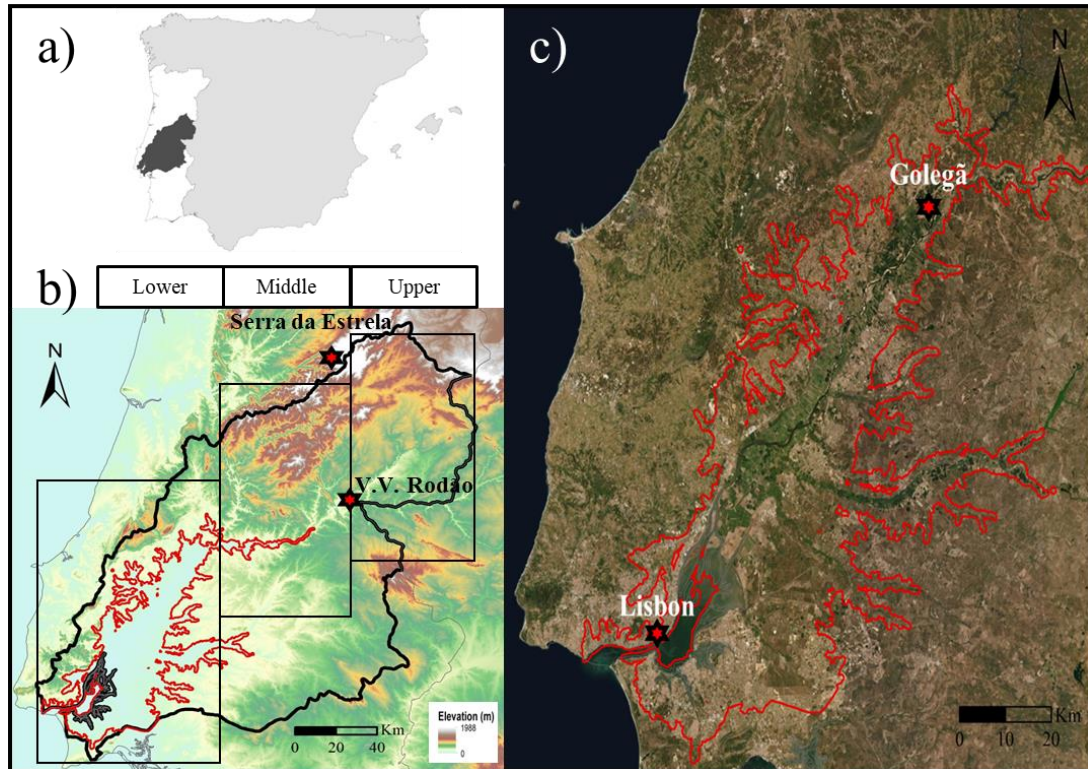 a)
b)
Lower Middle Upper
Serra da Estrela
N
V.V. Rodão
Elevation (m)
1988
0
Km
0 20 40
c)
N
Golegã
Lisbon
Km
0 10 20